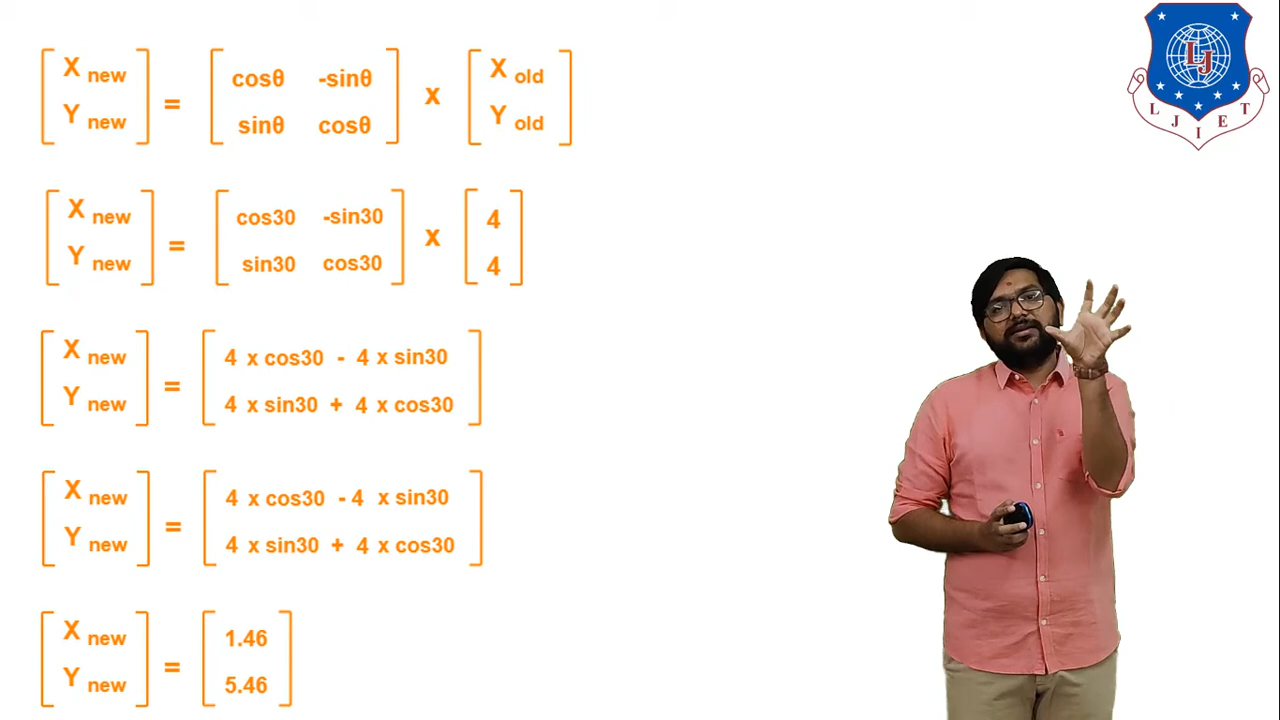 X new = cosθ -sinθ x X old
Y new sinθ cosθ Y old
X new = cos30 -sin30 x 4
Y new sin30 cos30 4
X new = 4 x cos30 - 4 x sin30
Y new 4 x sin30 + 4 x cos30
X new = 4 x cos30 - 4 x sin30
Y new 4 x sin30 + 4 x cos30
X new = 1.46
Y new 5.46
LJ
LJIET